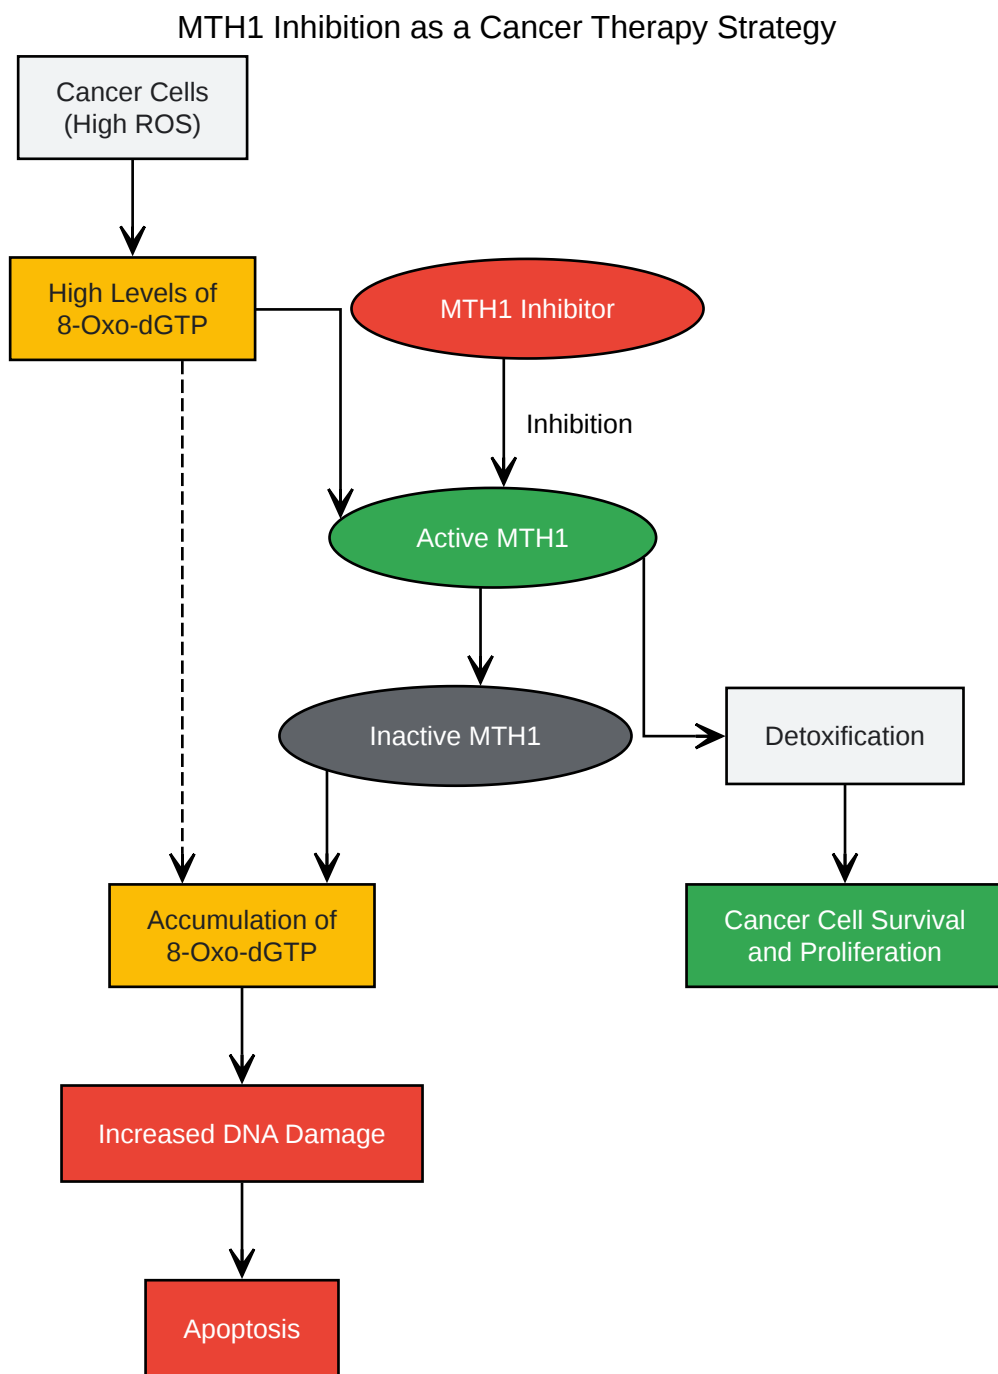 MTH1 Inhibition as a Cancer Therapy Strategy
Cancer Cells
(High ROS)
High Levels of
8-Oxo-dGTP
MTH1 Inhibitor
Inhibition
Active MTH1
Inactive MTH1
Detoxification
Accumulation of
8-Oxo-dGTP
Cancer Cell Survival
and Proliferation
Increased DNA Damage
Apoptosis